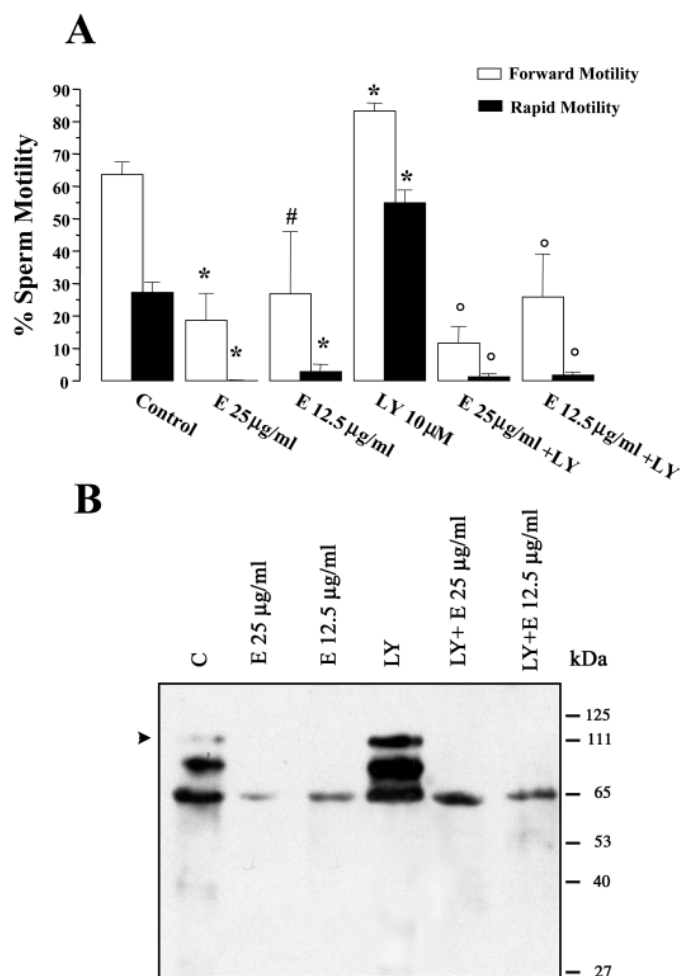 A
Forward Motility
Rapid Motility
% Sperm Motility
90
80
70
60
50
40
30
20
10
0
* * # * * * ° ° ° °
Control
E 25µg/ml
E 12.5µg/ml
LY 10µM
E 25µg/ml +LY
E 12.5µg/ml +LY
B
C
E 25 µg/ml
E 12.5 µg/ml
LY
LY+ E 25 µg/ml
LY+E 12.5 µg/ml
kDa
125
111
65
53
40
27